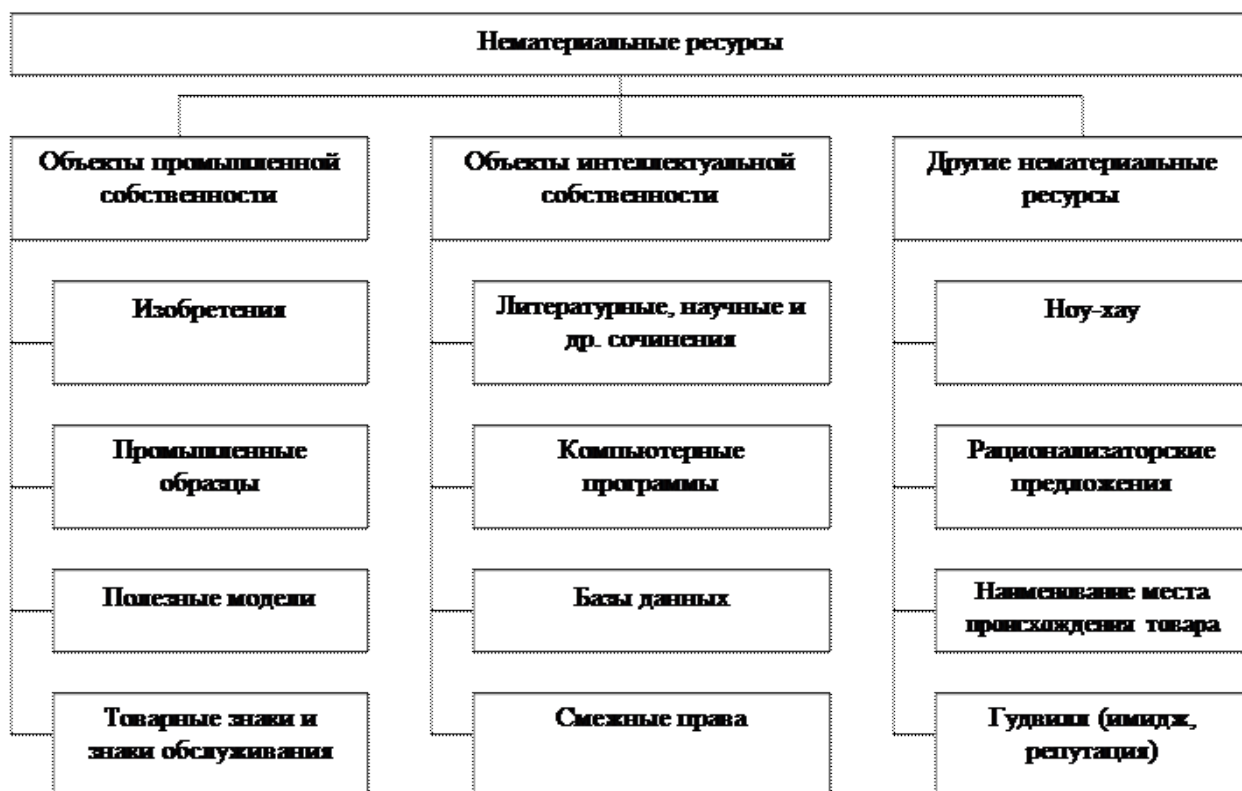 Нематериальные ресурсы
Объекты промышленной
собственности
Объекты интеллектуальной
собственности
Другие нематериальные
ресурсы
Изобретения
Литературные, научные и
др. сочинения
Ноу-хау
Промышленные
образцы
Компьютерные
программы
Рационализаторские
предложения
Полезные модели
Базы данных
Наименование места
происхождения товара
Товарные знаки и
знаки обслуживания
Смежные права
Гудвилл (имидж,
репутация)